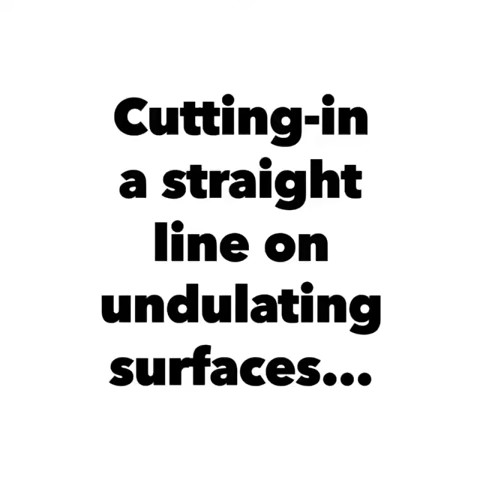 Cutting-in
a straight
line on
undulating
surfaces...